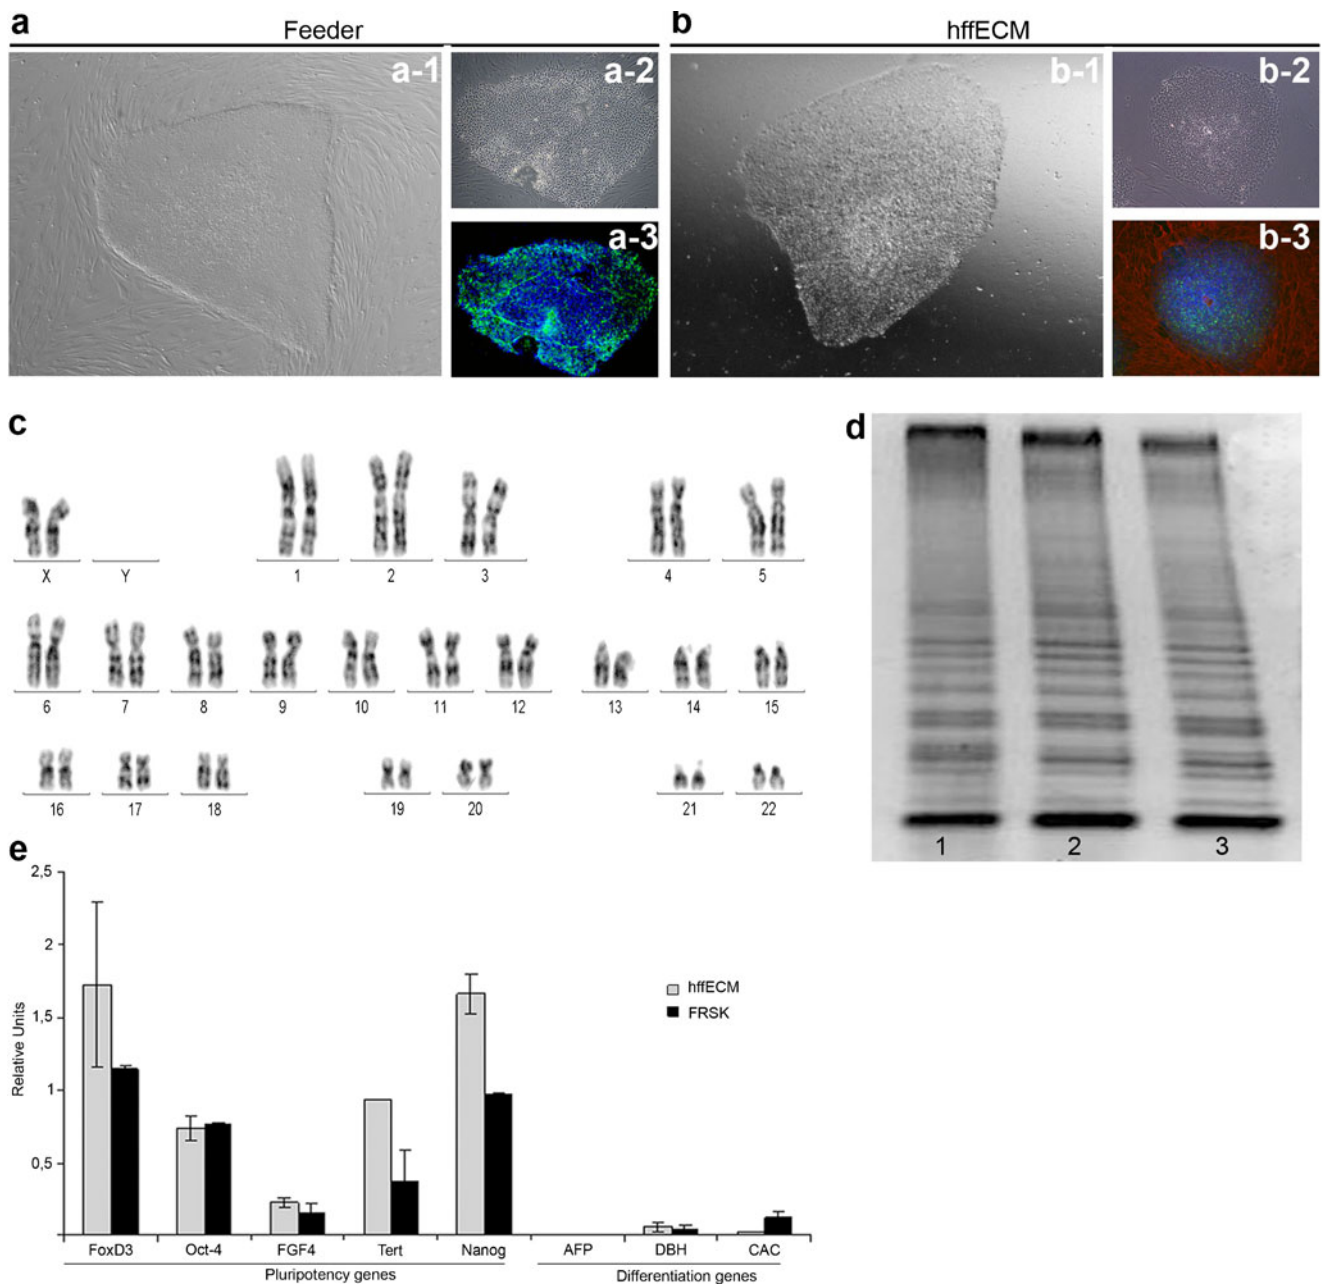 a
Feeder
b
hffECM
a-1
a-2
a-3
b-1
b-2
b-3
c
X Y 1 2 3 4 5
6 7 8 9 10 11 12 13 14 15
16 17 18 19 20 21 22
d
1 2 3
e
2,5
2
1,5
1
0,5
Relative Units
hffECM
FRSK
FoxD3 Oct-4 FGF4 Tert Nanog AFP DBH CAC
Pluripotency genes Differentiation genes